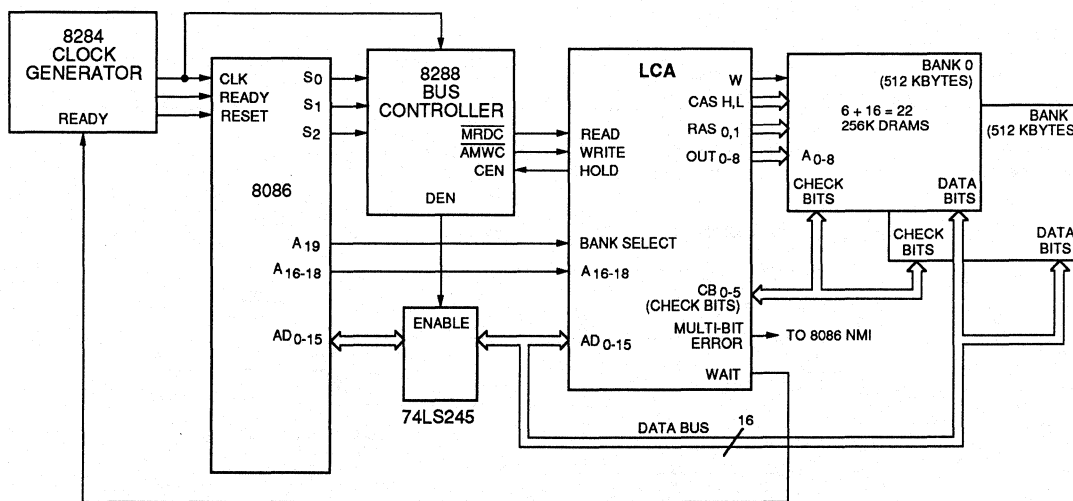 8284
CLOCK
GENERATOR
READY
CLK
READY
RESET
S0
S1
S2
8086
A19
A16-18
AD0-15
8288
BUS
CONTROLLER
MRDC
AMWC
CEN
DEN
ENABLE
74LS245
LCA
READ
WRITE
HOLD
BANK SELECT
A16-18
AD0-15
W
CAS H,L
RAS 0,1
OUT 0-8
CB0-5
(CHECK BITS)
MULTI-BIT
ERROR
WAIT
TO 8086 NMI
DATA BUS
16
BANK 0
(512 KBYTES)
6 + 16 = 22
256K DRAMS
A0-8
CHECK
BITS
DATA
BITS
BANK
(512 KBYTES)
CHECK
BITS
DATA
BITS